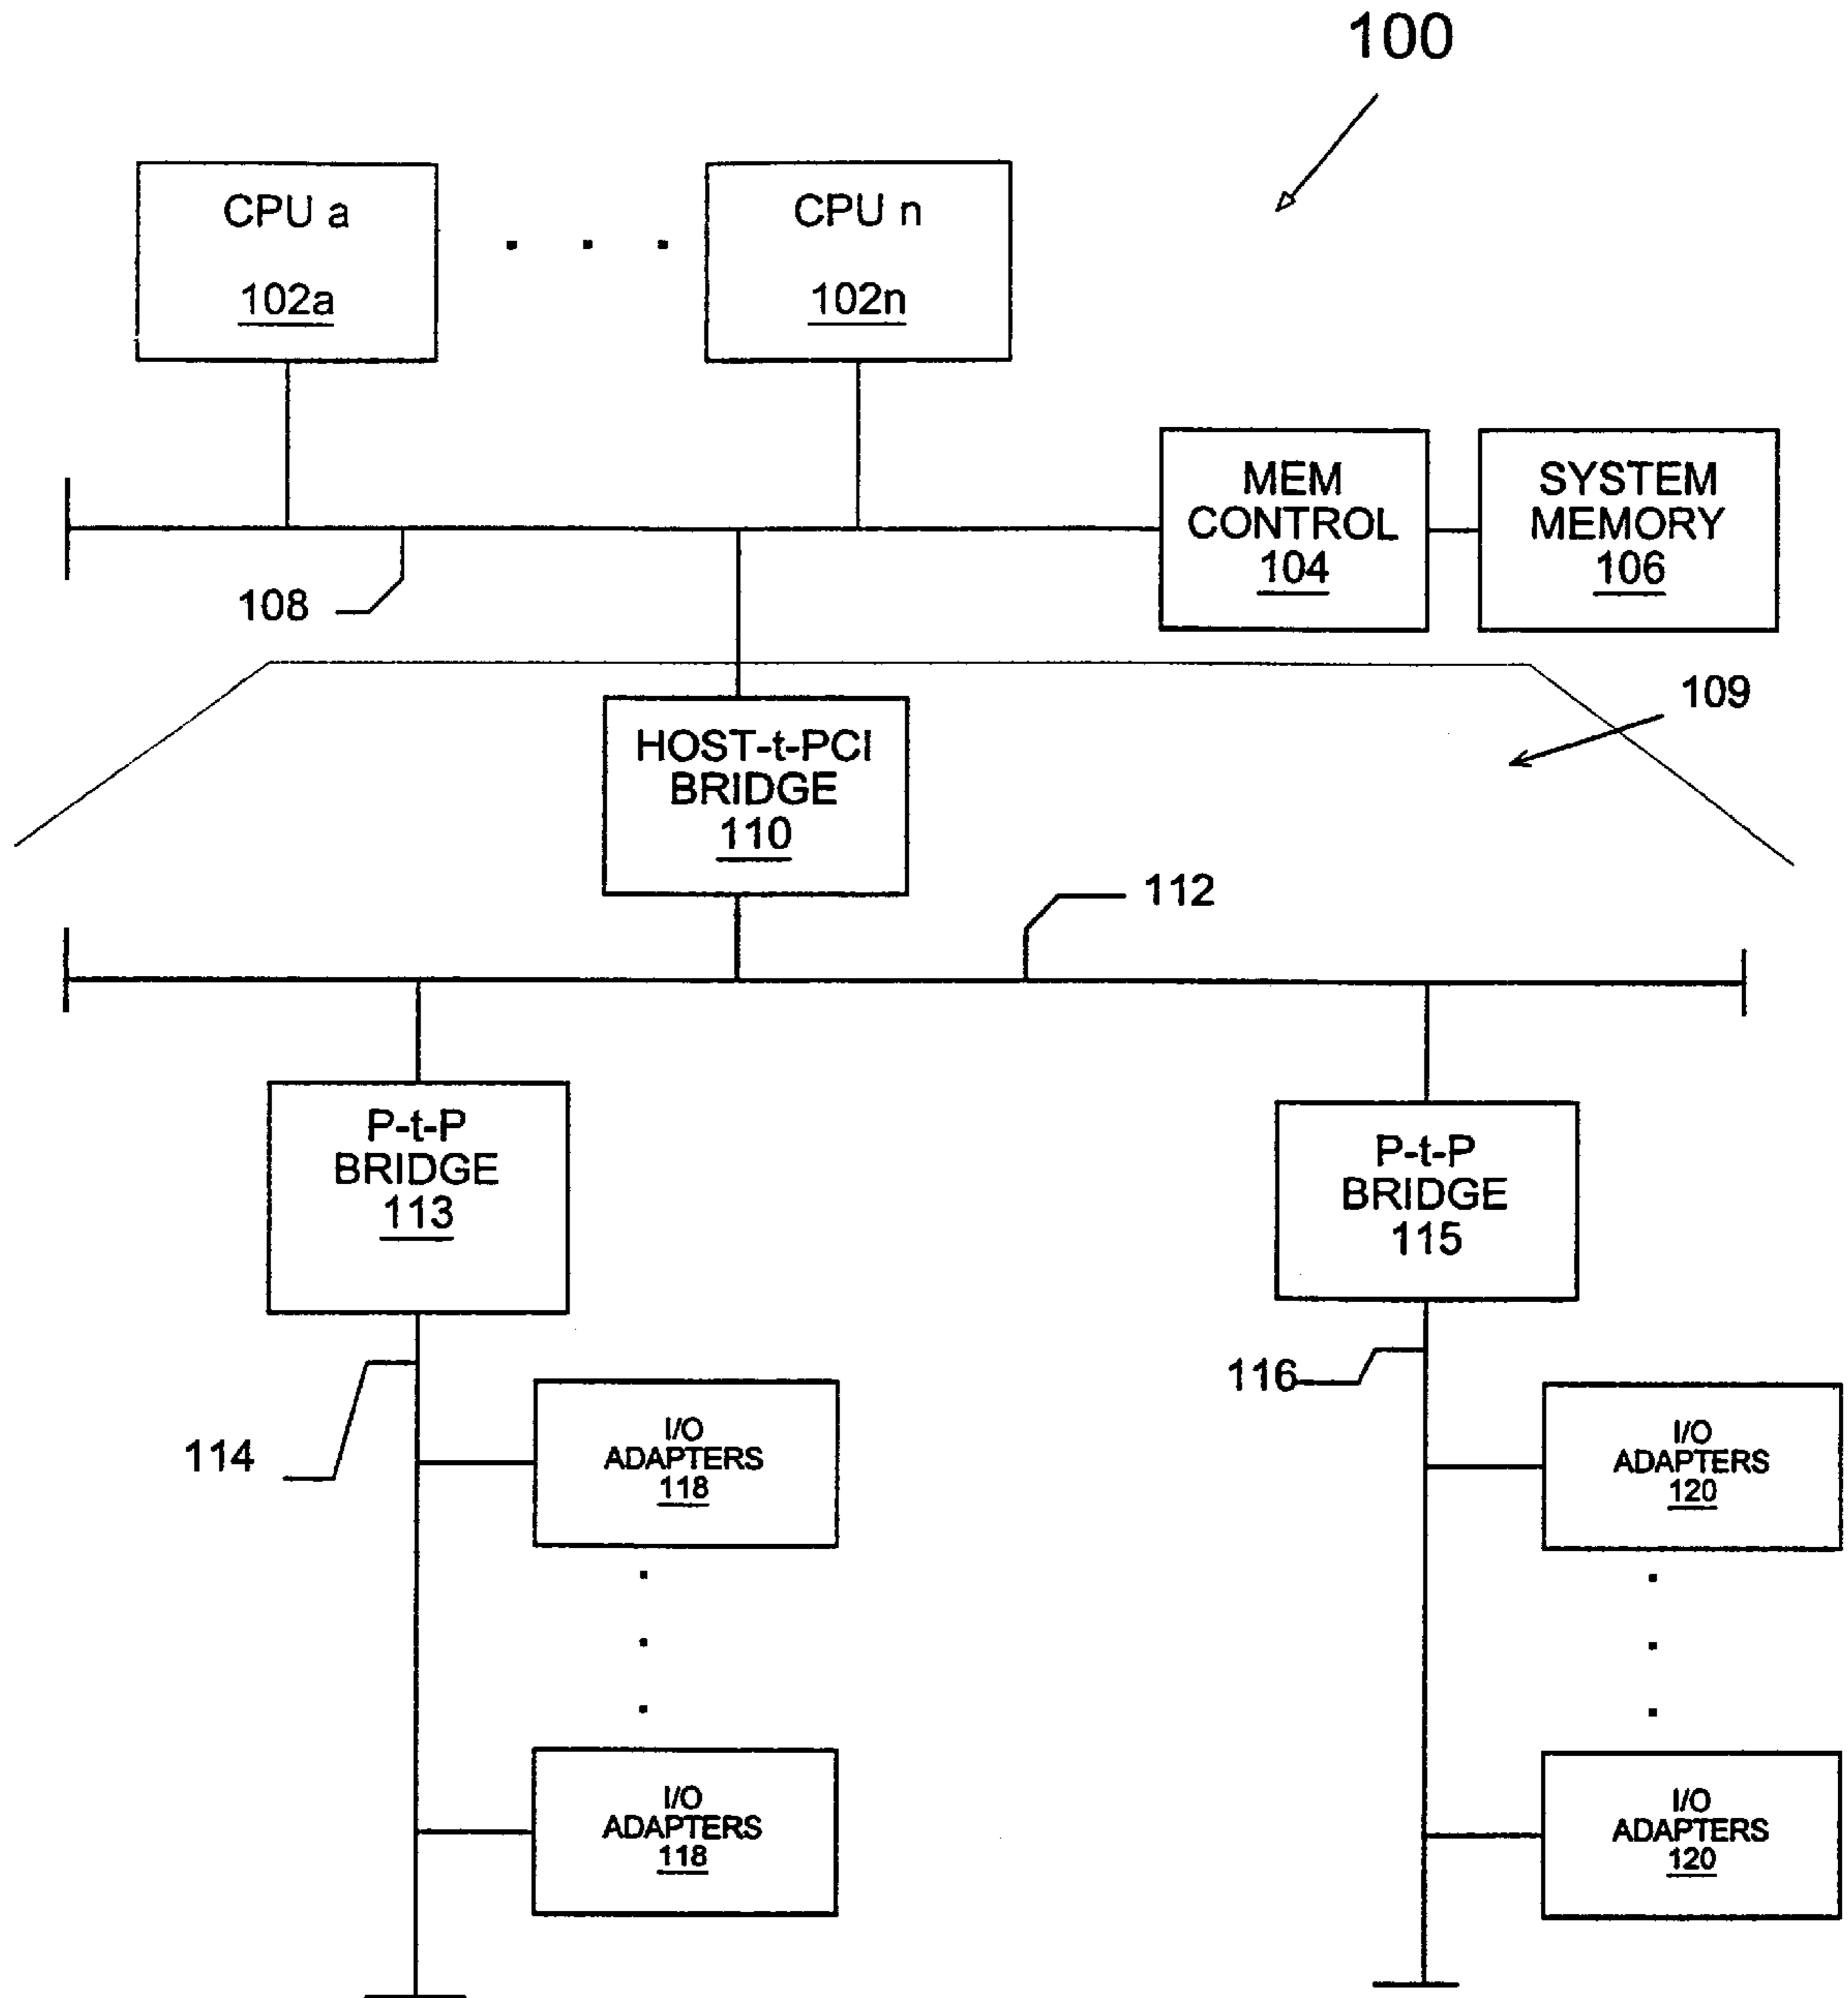 100
CPU a
102a
CPU n
102n
MEM
CONTROL
104
SYSTEM
MEMORY
106
108
109
HOST-t-PCI
BRIDGE
110
112
P-t-P
BRIDGE
113
P-t-P
BRIDGE
115
114
116
I/O
ADAPTERS
118
I/O
ADAPTERS
120
I/O
ADAPTERS
118
I/O
ADAPTERS
120